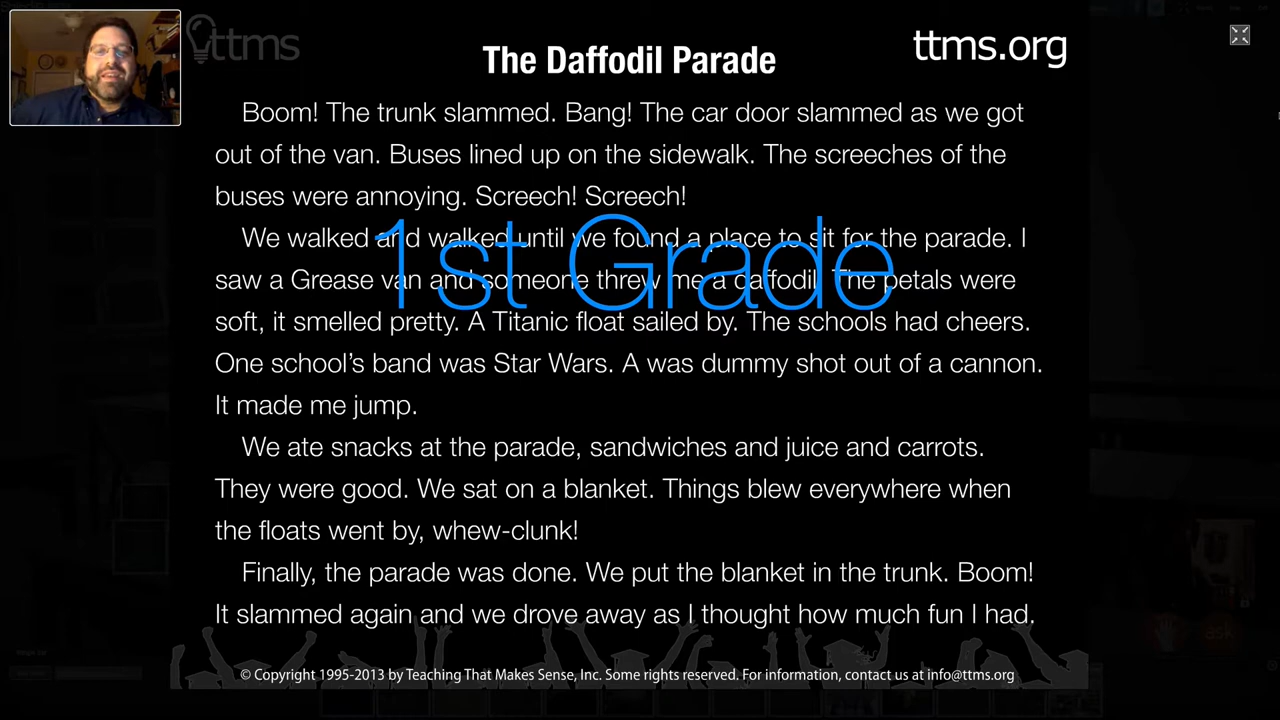 ttms
The Daffodil Parade
ttms.org
Boom! The trunk slammed. Bang! The car door slammed as we got
out of the van. Buses lined up on the sidewalk. The screeches of the
buses were annoying. Screech! Screech!
We walked and walked until we found a place to sit for the parade. I
saw a Grease van and someone threw me a daffodil. The petals were
soft, it smelled pretty. A Titanic float sailed by. The schools had cheers.
One school's band was Star Wars. A was dummy shot out of a cannon.
It made me jump.
1st Grade
We ate snacks at the parade, sandwiches and juice and carrots.
They were good. We sat on a blanket. Things blew everywhere when
the floats went by, whew-clunk!
Finally, the parade was done. We put the blanket in the trunk. Boom!
It slammed again and we drove away as I thought how much fun I had.
ask
© Copyright 1995-2013 by Teaching That Makes Sense, Inc. Some rights reserved. For information, contact us at info@ttms.org